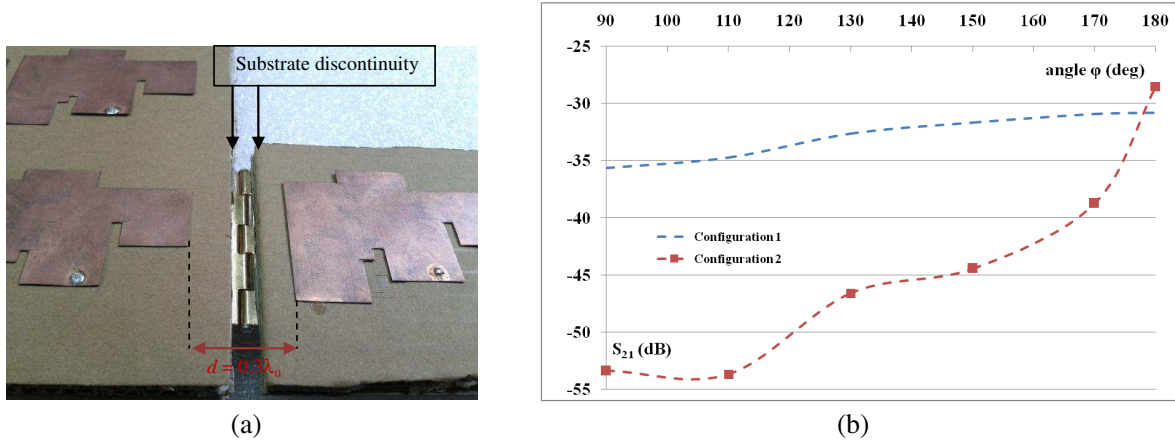 Substrate discontinuity
d = 0.3λ₀
(a)
90 100 110 120 130 140 150 160 170 180
-25
-30
-35
-40
-45
-50
-55
angle φ (deg)
Configuration 1
Configuration 2
S₂₁ (dB)
(b)